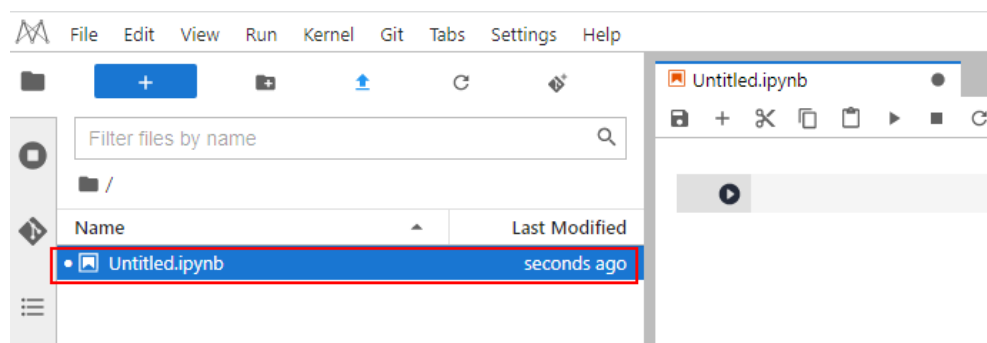 File Edit View Run Kernel Git Tabs Settings Help
Untitled.ipynb
Filter files by name
/
Name Last Modified
Untitled.ipynb seconds ago